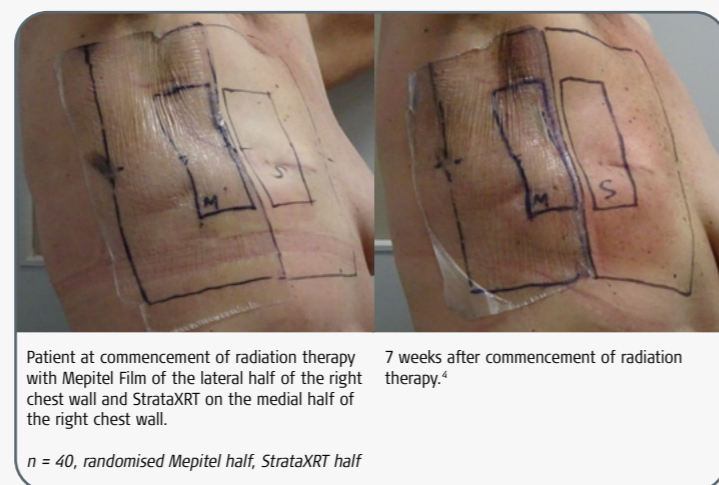 M
S
M
S
Patient at commencement of radiation therapy
with Mepitel Film of the lateral half of the right
chest wall and StrataXRT on the medial half of
the right chest wall.
n = 40, randomised Mepitel half, StrataXRT half
7 weeks after commencement of radiation
therapy.⁴